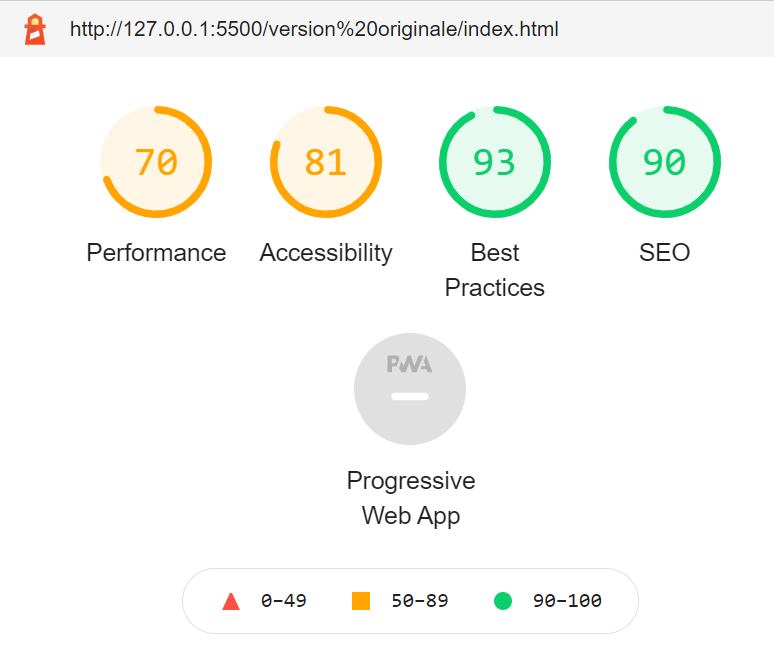 http://127.0.0.1:5500/version%20originale/index.html
70 81 93 90
Performance Accessibility Best SEO
Practices
PWA
Progressive
Web App
0–49 50–89 90–100